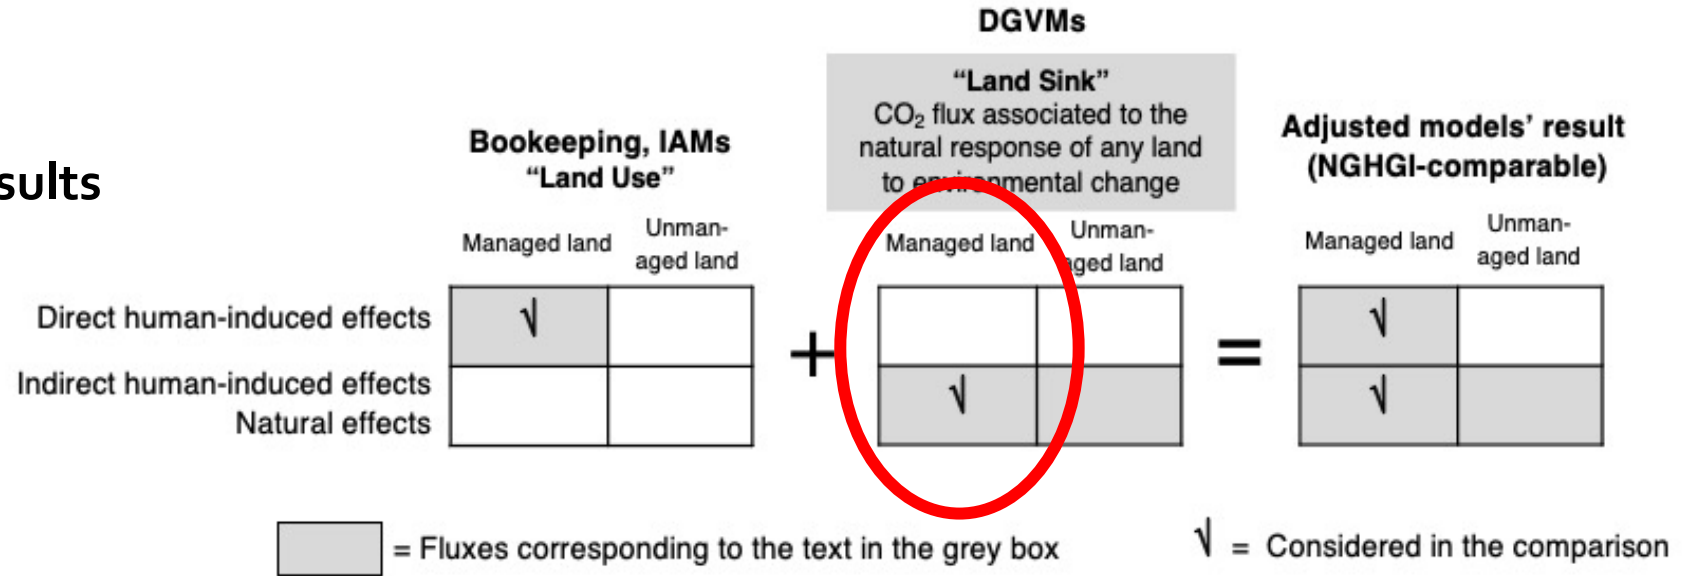 DGVMs
“Land Sink”
CO₂ flux associated to the
natural response of any land
to environmental change
Bookeeping, IAMs
“Land Use”
Adjusted models’ result
(NGHGI-comparable)
sults
Managed land
Unman-
aged land
Managed land
Unman-
aged land
Managed land
Unman-
aged land
Direct human-induced effects
√
+
=
√
Indirect human-induced effects
Natural effects
√
√
= Fluxes corresponding to the text in the grey box
√ = Considered in the comparison